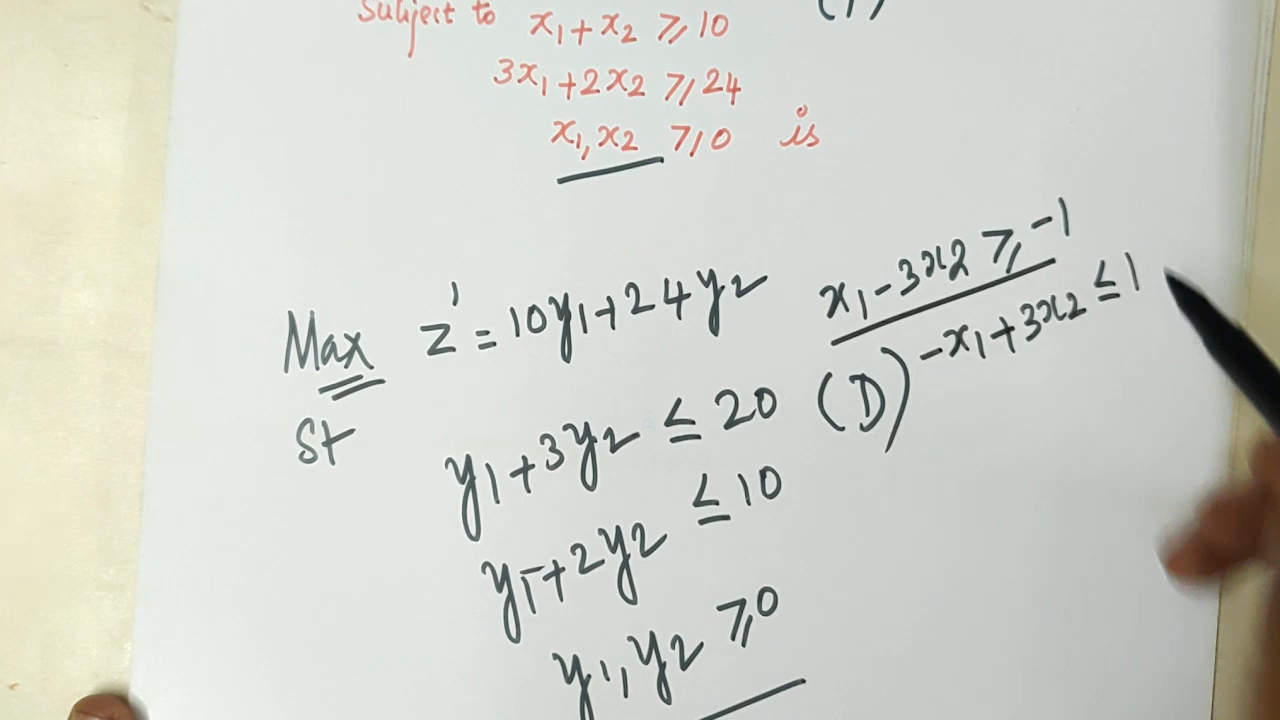 Subject to x₁+x₂ ≥ 10
3x₁+2x₂ ≥ 24
x₁,x₂ ≥ 0 is
Max z' = 10y₁+24y₂
St
y₁+3y₂ ≤ 20 (D)
y₁+2y₂ ≤ 10
y₁,y₂ ≥ 0
x₁-3x₂ ≥ -1
-x₁+3x₂ ≤ 1